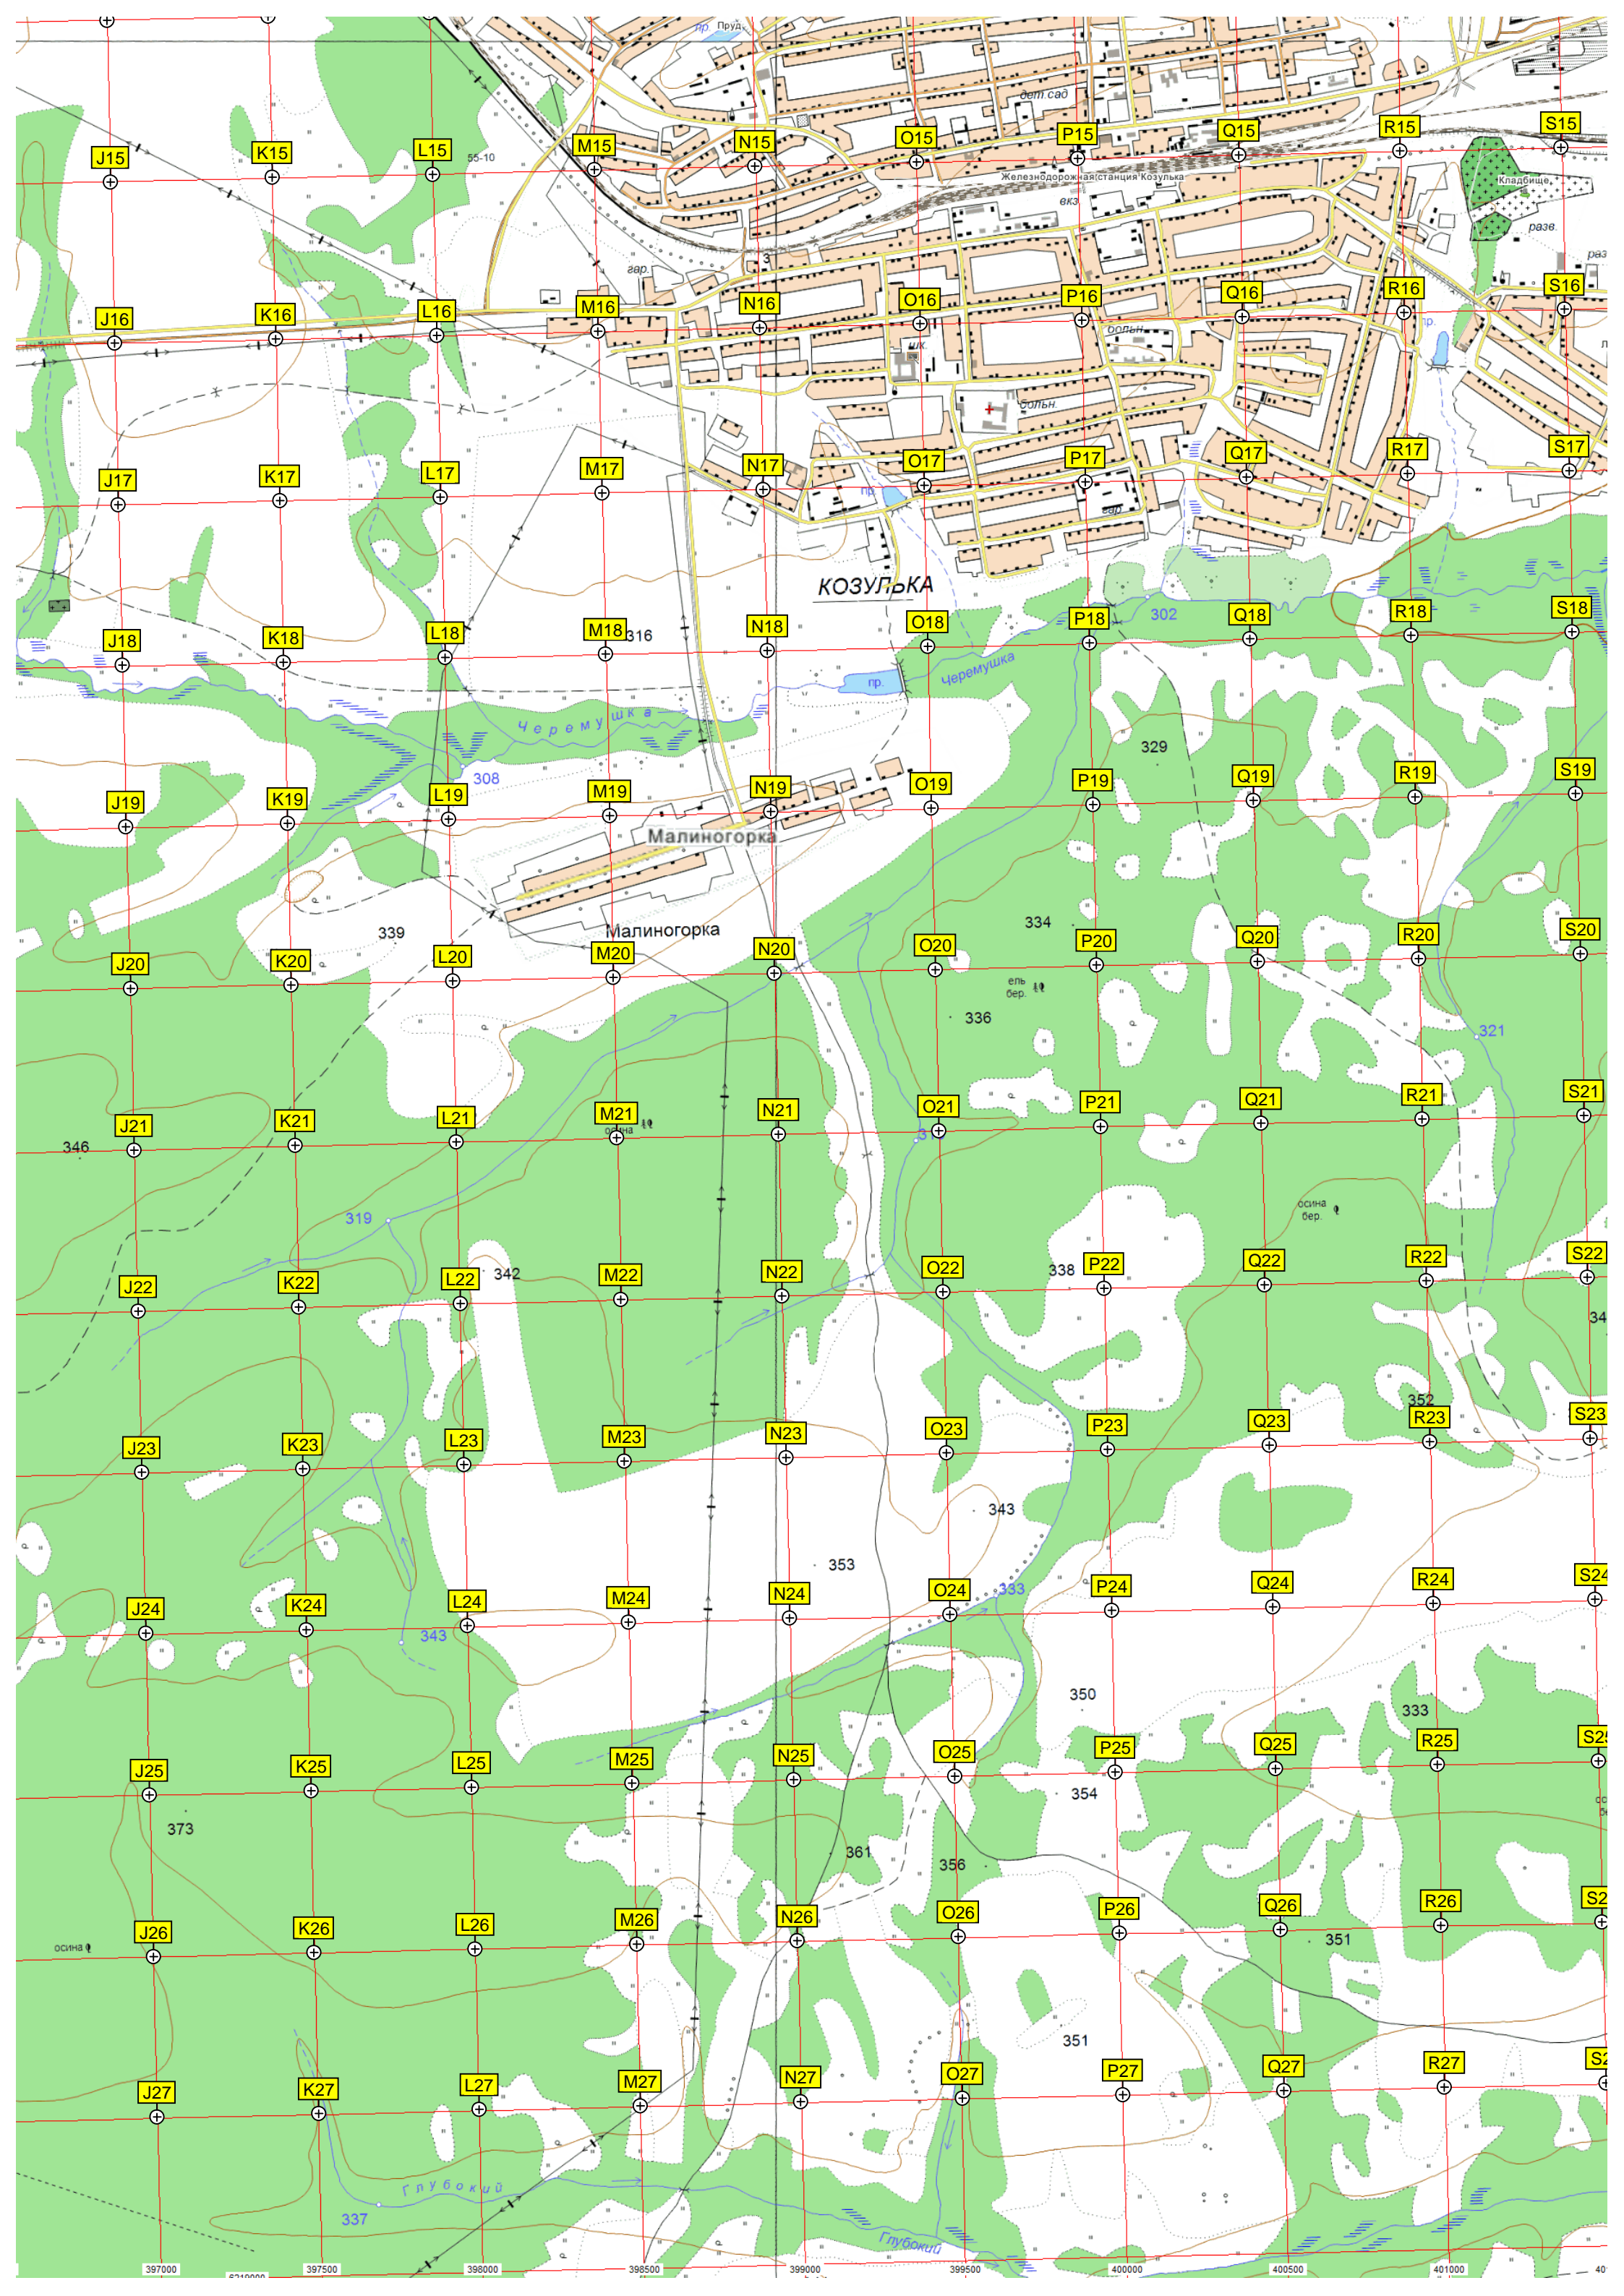 пр.
Пруд
дет.сад
J15
K15
L15
55-10
M15
N15
O15
P15
Q15
R15
S15
Железнодорожная станция Козулька
Кладбище
вкз
разв.
раз
гар.
3
J16
K16
L16
M16
N16
O16
P16
Q16
R16
S16
пр.
больн.
шк.
больн.
J17
K17
L17
M17
N17
O17
P17
Q17
R17
S17
пр.
гар.
КОЗУЛЬКА
302
J18
K18
L18
M18
316
N18
O18
P18
Q18
R18
S18
пр.
Черемушка
Черемушка
329
308
J19
K19
L19
M19
N19
O19
P19
Q19
R19
S19
Малиногорка
339
Малиногорка
334
J20
K20
L20
M20
N20
O20
P20
Q20
R20
S20
ель
бер.
336
321
J21
K21
L21
M21
N21
O21
P21
Q21
R21
S21
осина
346
319
осина
бер.
J22
K22
L22
342
M22
N22
O22
338
P22
Q22
R22
S22
34
352
J23
K23
L23
M23
N23
O23
P23
Q23
R23
S23
343
353
J24
K24
L24
M24
N24
O24
333
P24
Q24
R24
S24
343
350
333
J25
K25
L25
M25
N25
O25
P25
Q25
R25
S25
354
373
361
356
J26
K26
L26
M26
N26
O26
P26
Q26
R26
S2
осина
351
351
J27
K27
L27
M27
N27
O27
P27
Q27
R27
S2
Глубокий
337
Глубокий
397000
397500
398000
398500
399000
399500
400000
400500
401000
40